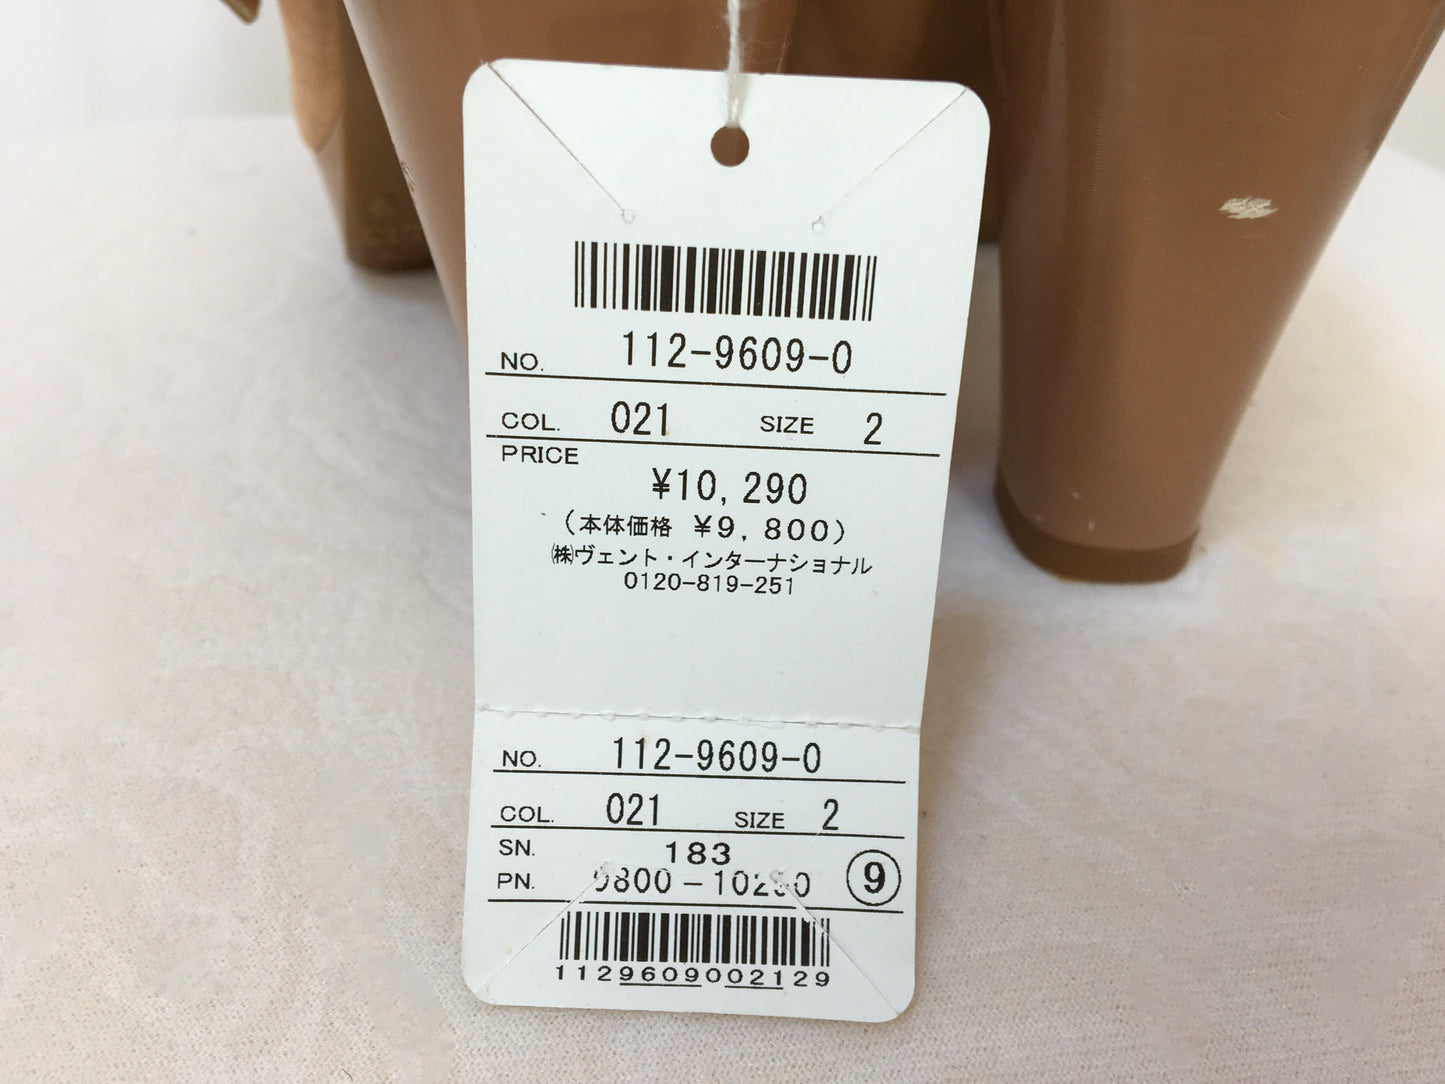 NO. 112-9609-0
COL. 021 SIZE 2
PRICE
¥10,290
(本体価格 ¥9,800)
㈱ヴェント・インターナショナル
0120-819-251
NO. 112-9609-0
COL. 021 SIZE 2
SN. 183
PN. 9800-10290 ⑨
1129609002129